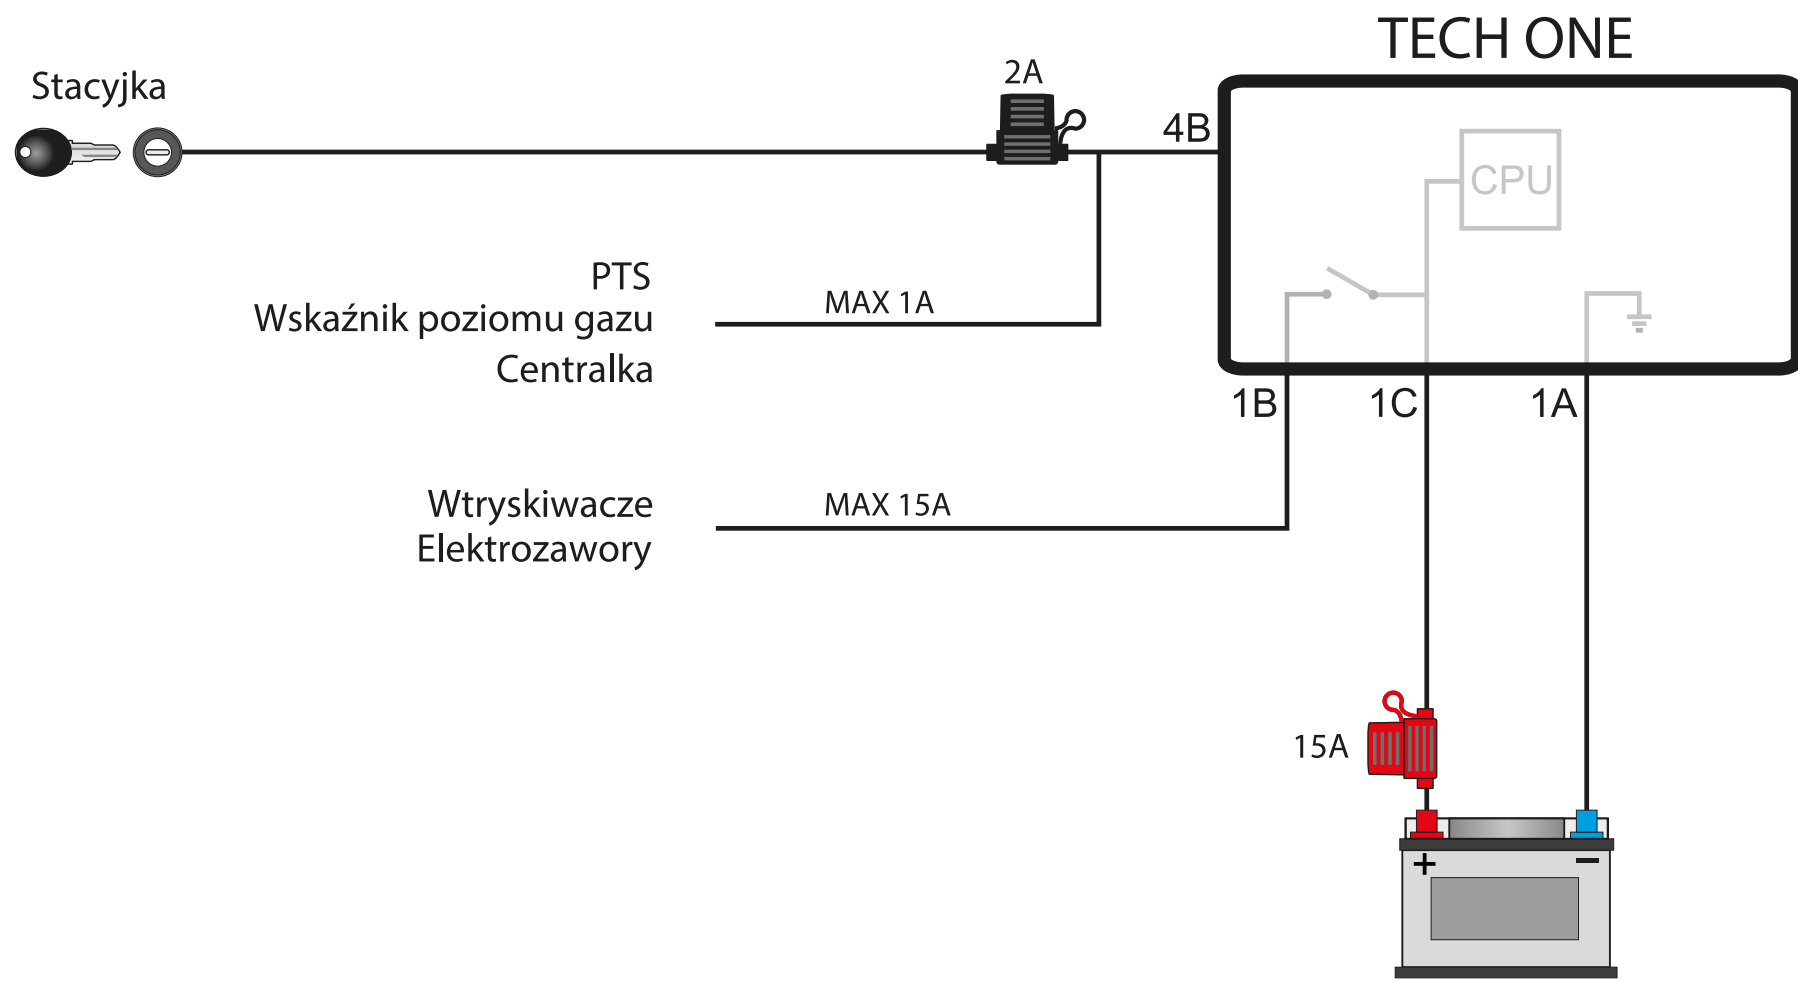 TECH ONE
Stacyjka
2A
4B
CPU
PTS
MAX 1A
Wskaźnik poziomu gazu
Centralka
1B
1C
1A
Wtryskiwacze
MAX 15A
Elektrozawory
15A
+ −